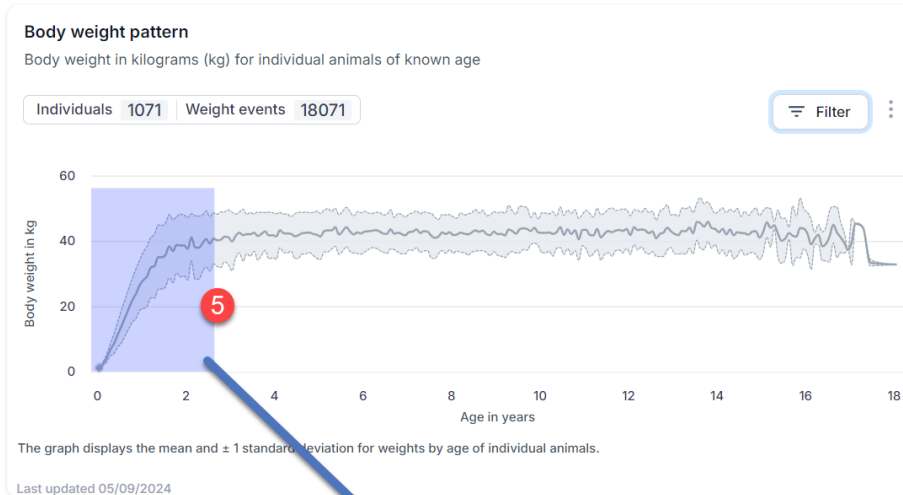 Body weight pattern
Body weight in kilograms (kg) for individual animals of known age
Individuals 1071 Weight events 18071
Filter
60
40
20
0
Body weight in kg
5
0 2 4 6 8 10 12 14 16 18
Age in years
The graph displays the mean and ± 1 standard deviation for weights by age of individual animals.
Last updated 05/09/2024